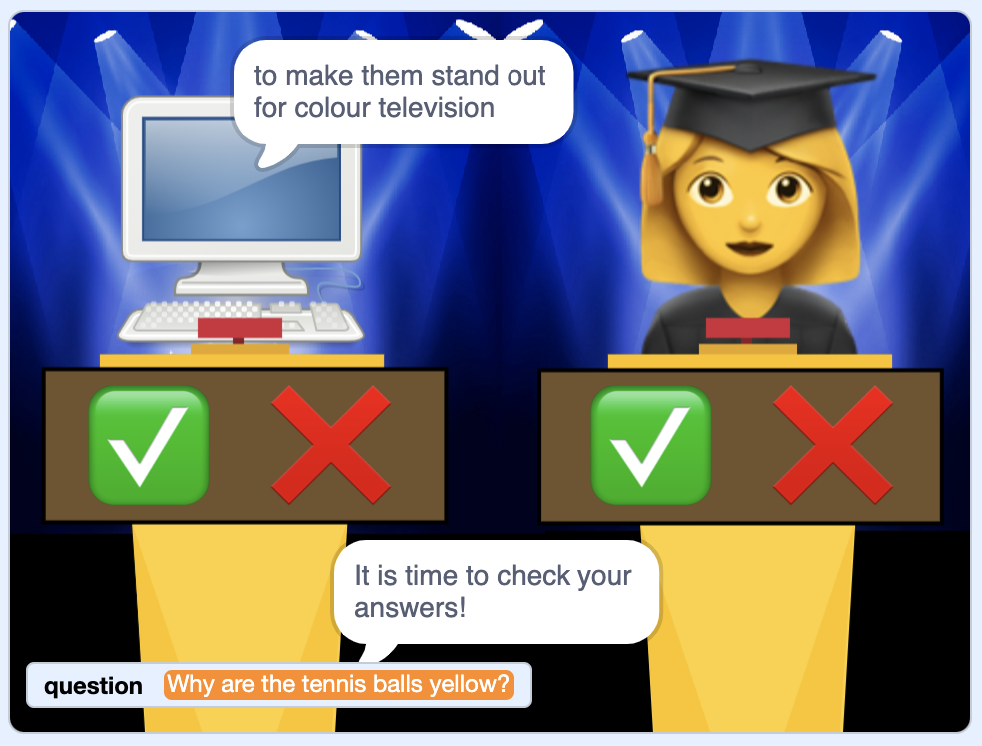 to make them stand out
for colour television
It is time to check your
answers!
question Why are the tennis balls yellow?